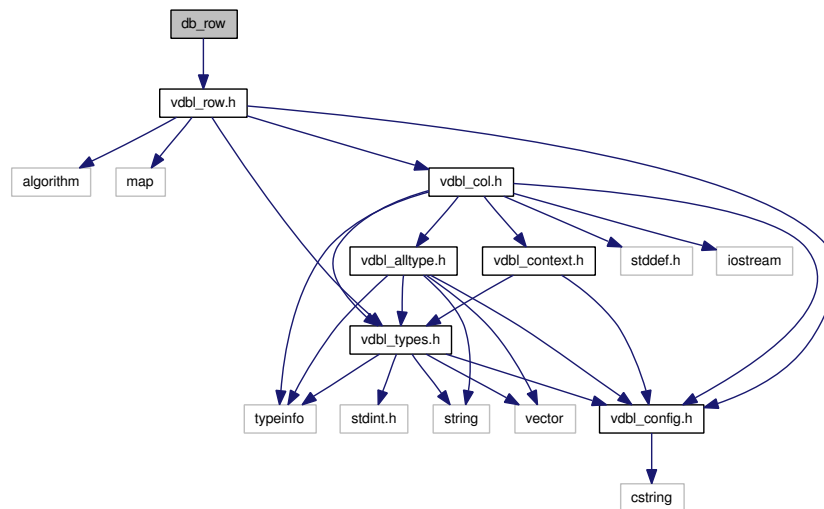 db_row
vdbl_row.h
algorithm
map
vdbl_col.h
vdbl_alltype.h
vdbl_context.h
stddef.h
iostream
vdbl_types.h
typeinfo
stdint.h
string
vector
vdbl_config.h
cstring